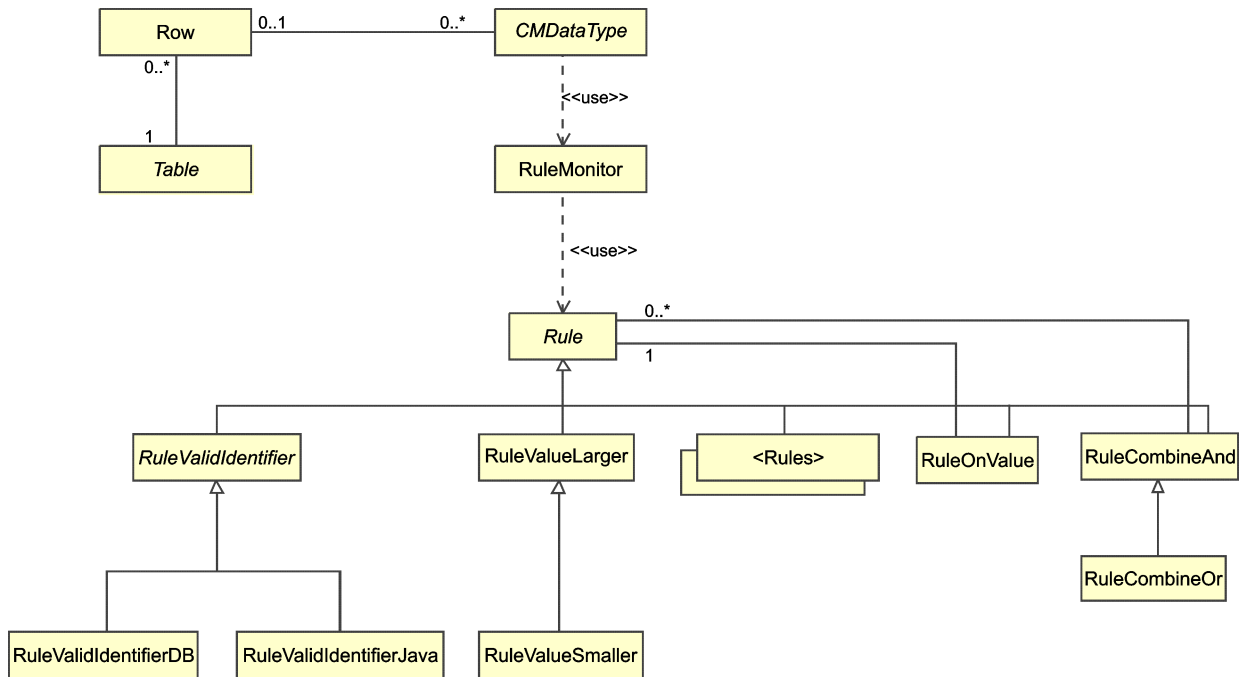 Row
0..1
0..*
CMDataType
0..*
<<use>>
1
Table
RuleMonitor
<<use>>
0..*
Rule
1
RuleValidIdentifier
RuleValueLarger
<Rules>
RuleOnValue
RuleCombineAnd
RuleCombineOr
RuleValidIdentifierDB
RuleValidIdentifierJava
RuleValueSmaller